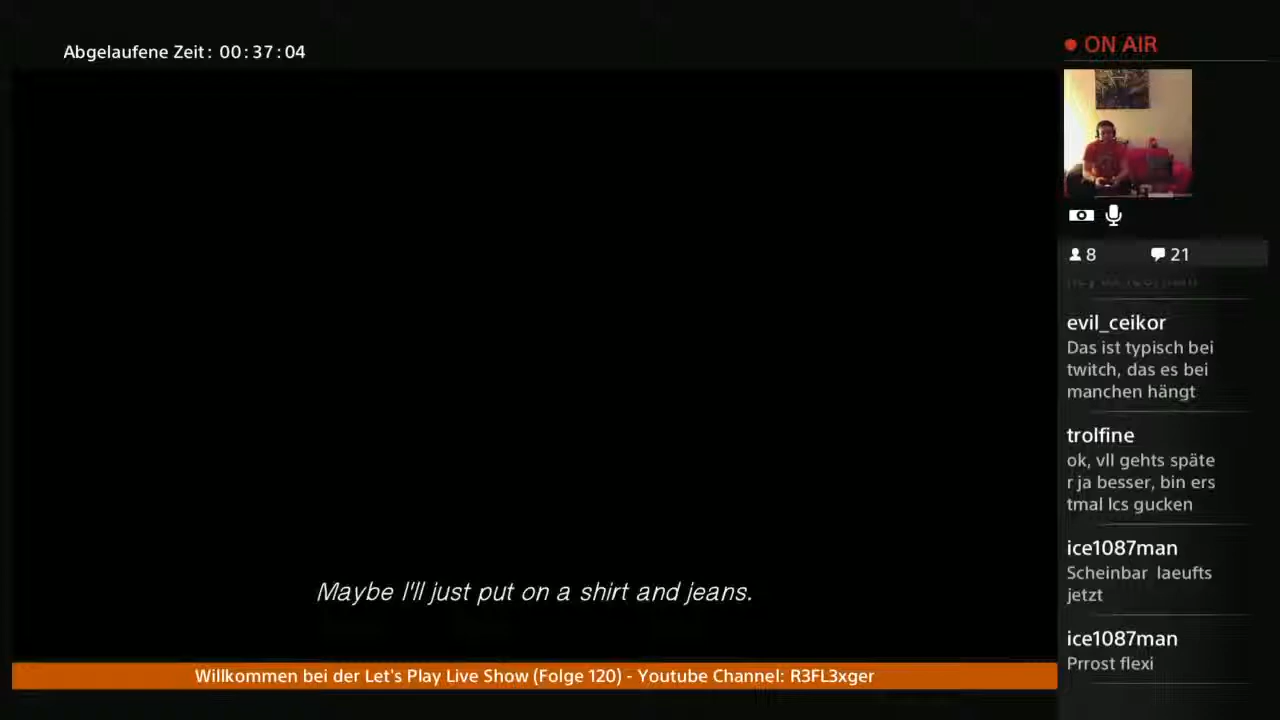 Abgelaufene Zeit: 00:37:04
ON AIR
8
21
evil_ceikor
Das ist typisch bei
twitch, das es bei
manchen hängt
trolfine
ok, vll gehts späte
r ja besser, bin ers
tmal lcs gucken
ice1087man
Scheinbar laeufts
jetzt
ice1087man
Prrost flexi
Maybe I'll just put on a shirt and jeans.
Willkommen bei der Let's Play Live Show (Folge 120) - Youtube Channel: R3FL3xger